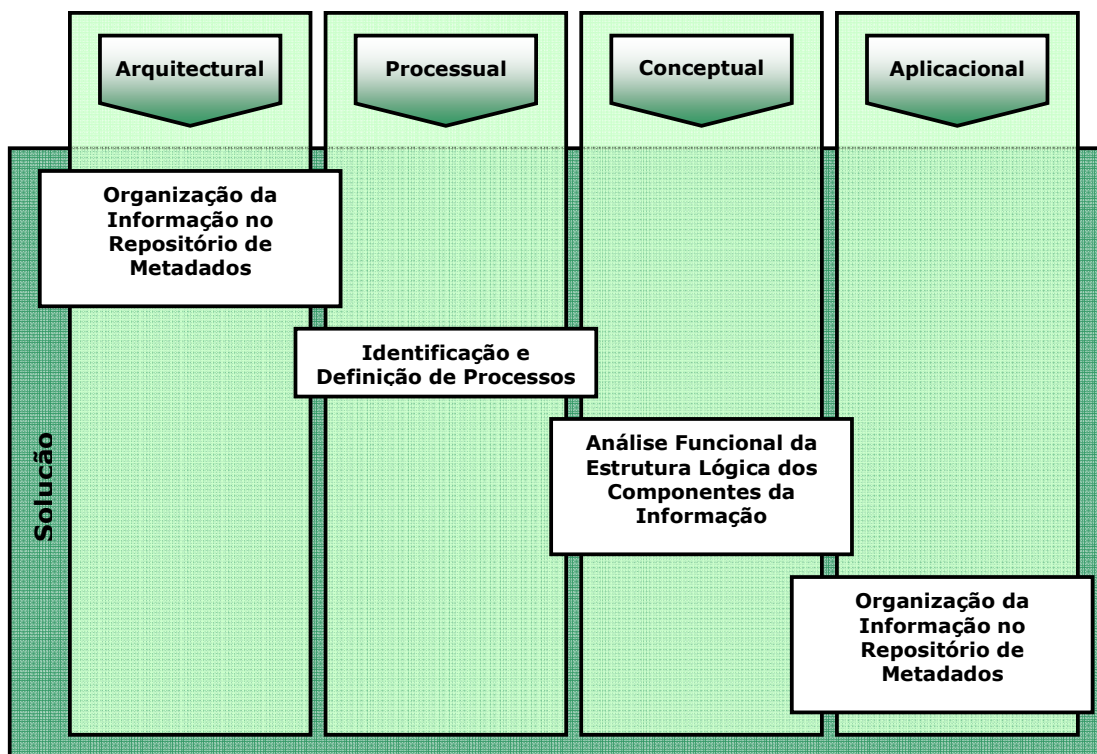 Arquitectural
Processual
Conceptual
Aplicacional
Organização da
Informação no
Repositório de
Metadados
Identificação e
Definição de Processos
Análise Funcional da
Estrutura Lógica dos
Componentes da
Informação
Organização da
Informação no
Repositório de
Metadados
Solução